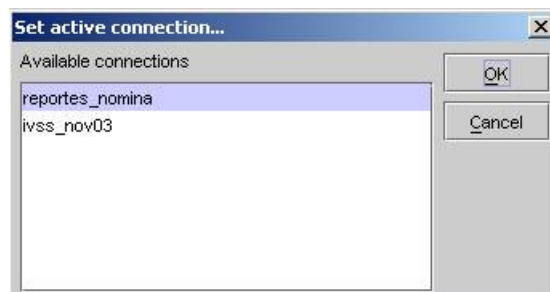 Set active connection...
Available connections
reportes_nomina
ivss_nov03
OK
Cancel